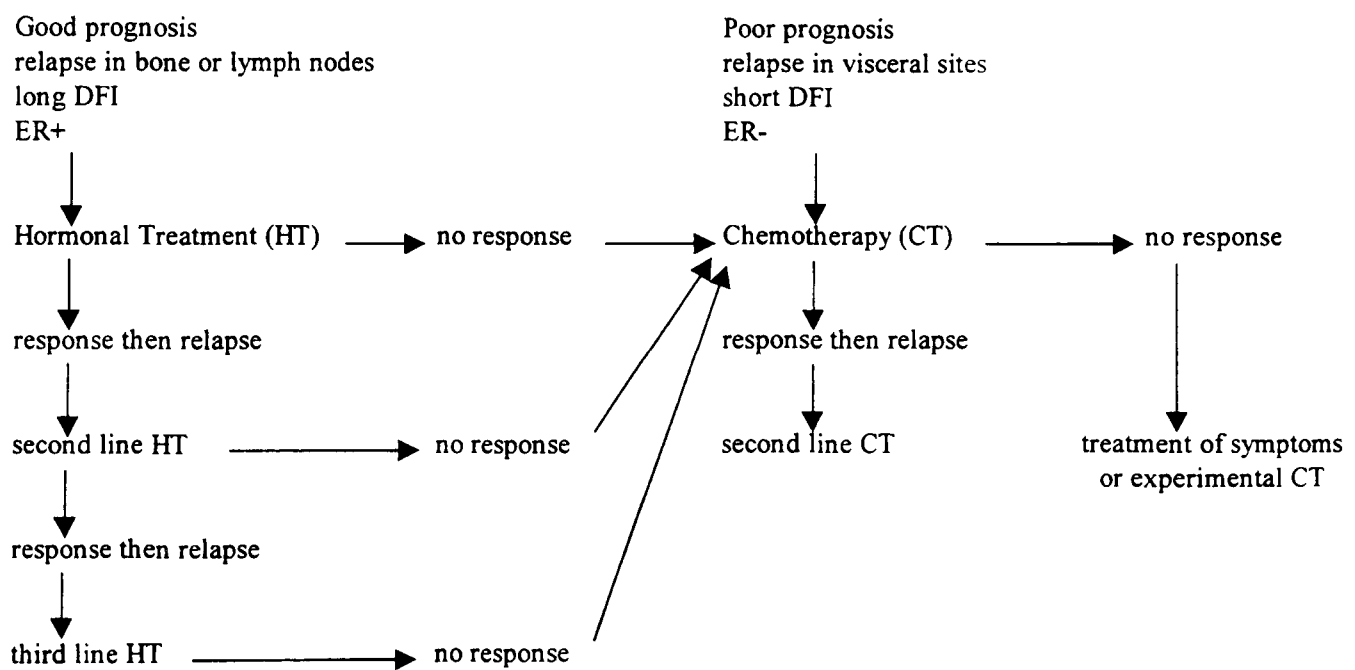 Good prognosis
relapse in bone or lymph nodes
long DFI
ER+
Poor prognosis
relapse in visceral sites
short DFI
ER-
Hormonal Treatment (HT)
no response
Chemotherapy (CT)
no response
response then relapse
response then relapse
second line HT
no response
second line CT
treatment of symptoms
or experimental CT
response then relapse
third line HT
no response